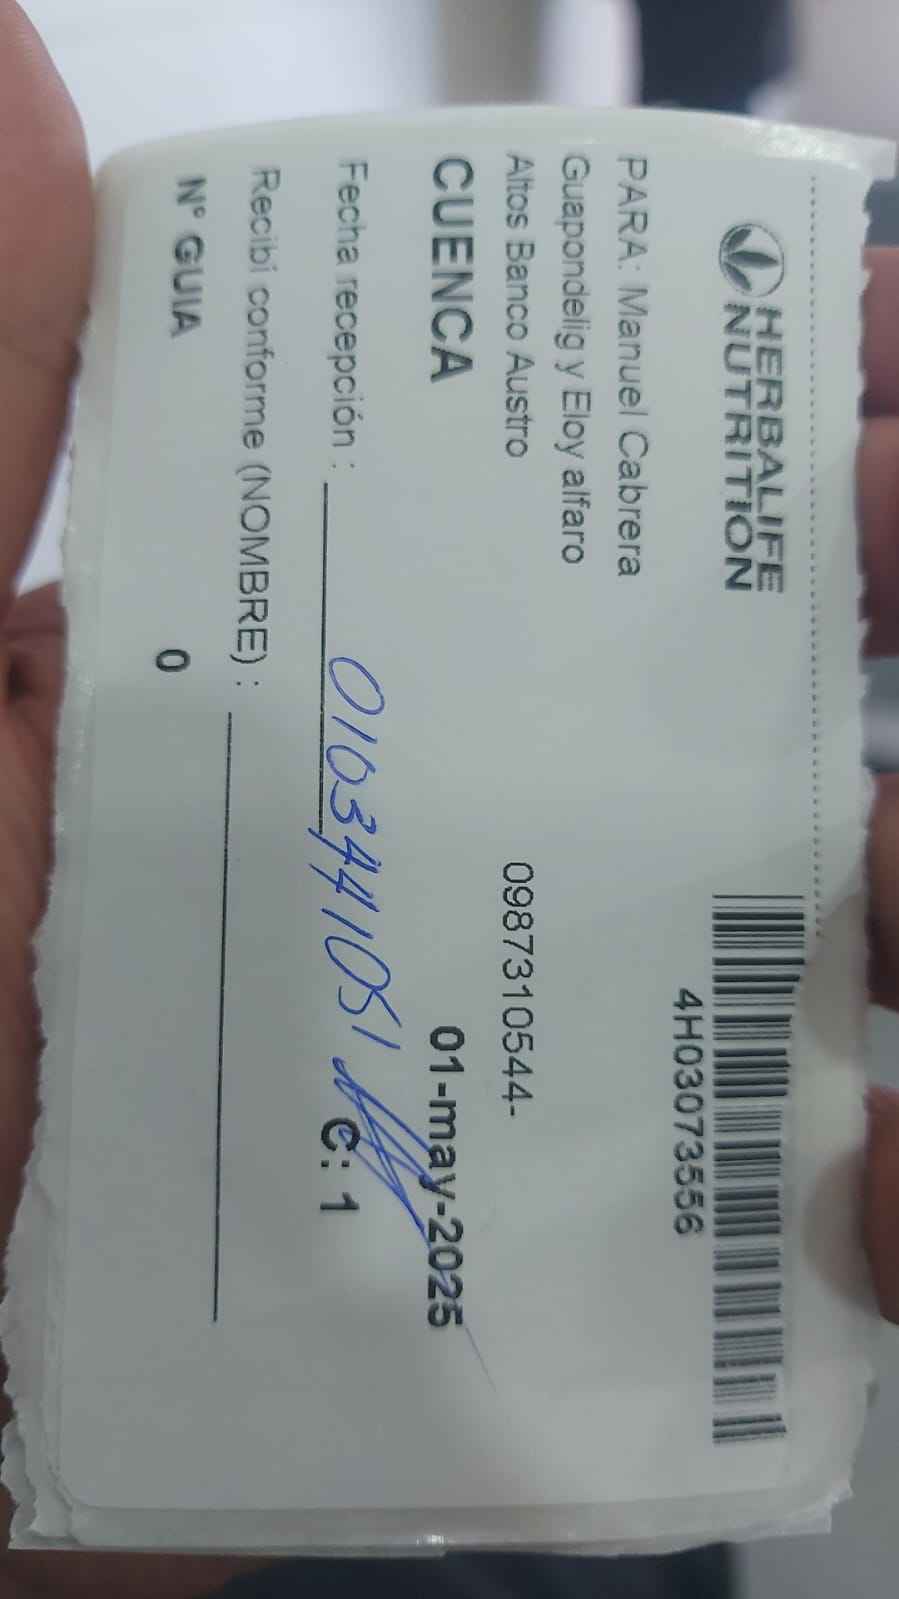 HERBALIFE
NUTRITION
4H03073556
PARA: Manuel Cabrera
Guapondelig y Eloy alfaro
Altos Banco Austro
0987310544-
CUENCA
01-may-2025
Fecha recepción :
0103441051
C: 1
Recibí conforme (NOMBRE) :
N° GUIA
0